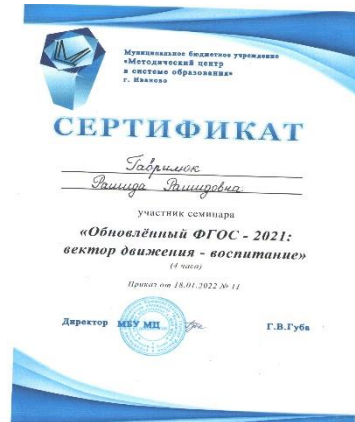 Муниципальное бюджетное учреждение
«Методический центр
в системе образования»
г. Иваново
СЕРТИФИКАТ
Гаврилюк
Рашида Рашидовна
участник семинара
«Обновлённый ФГОС - 2021:
вектор движения - воспитание»
(4 часа)
Приказ от 18.01.2022 № 11
Директор МБУ МЦ Г.В.Губа